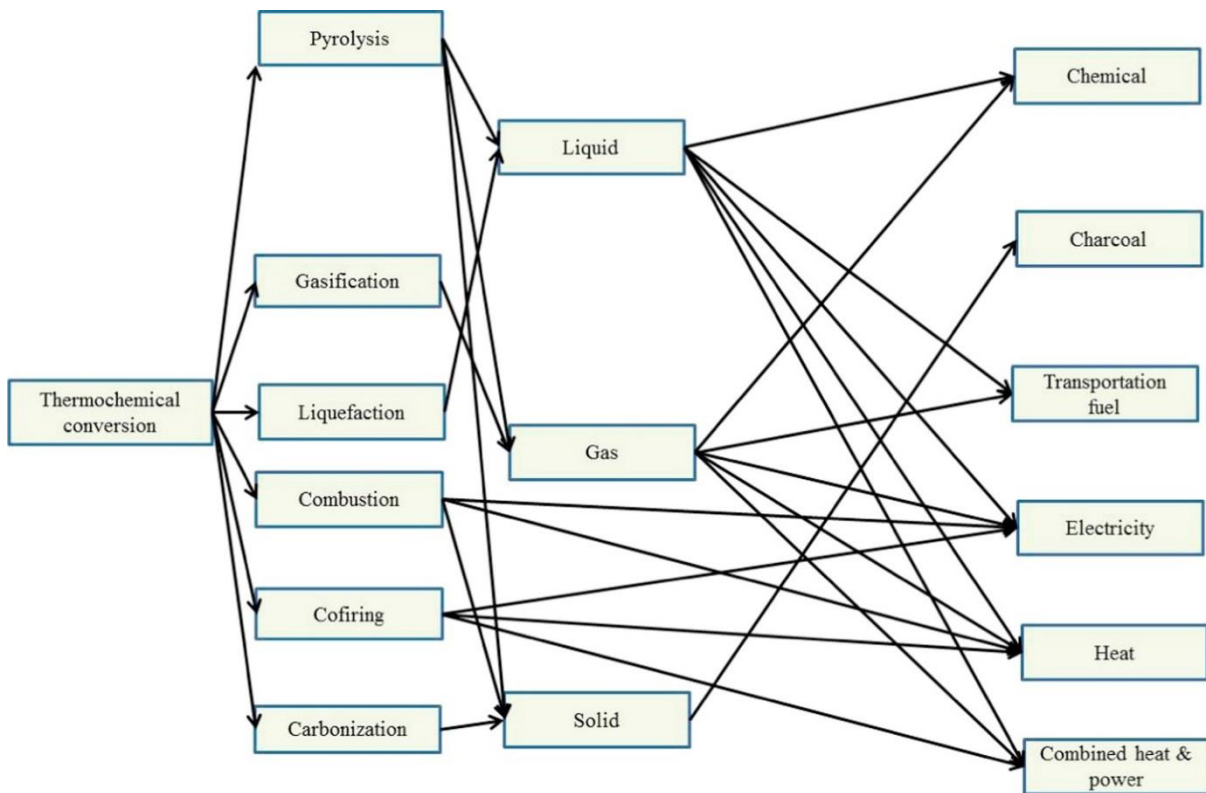 Pyrolysis
Chemical
Liquid
Charcoal
Gasification
Thermochemical
conversion
Liquefaction
Transportation
fuel
Gas
Combustion
Electricity
Cofiring
Heat
Carbonization
Solid
Combined heat &
power